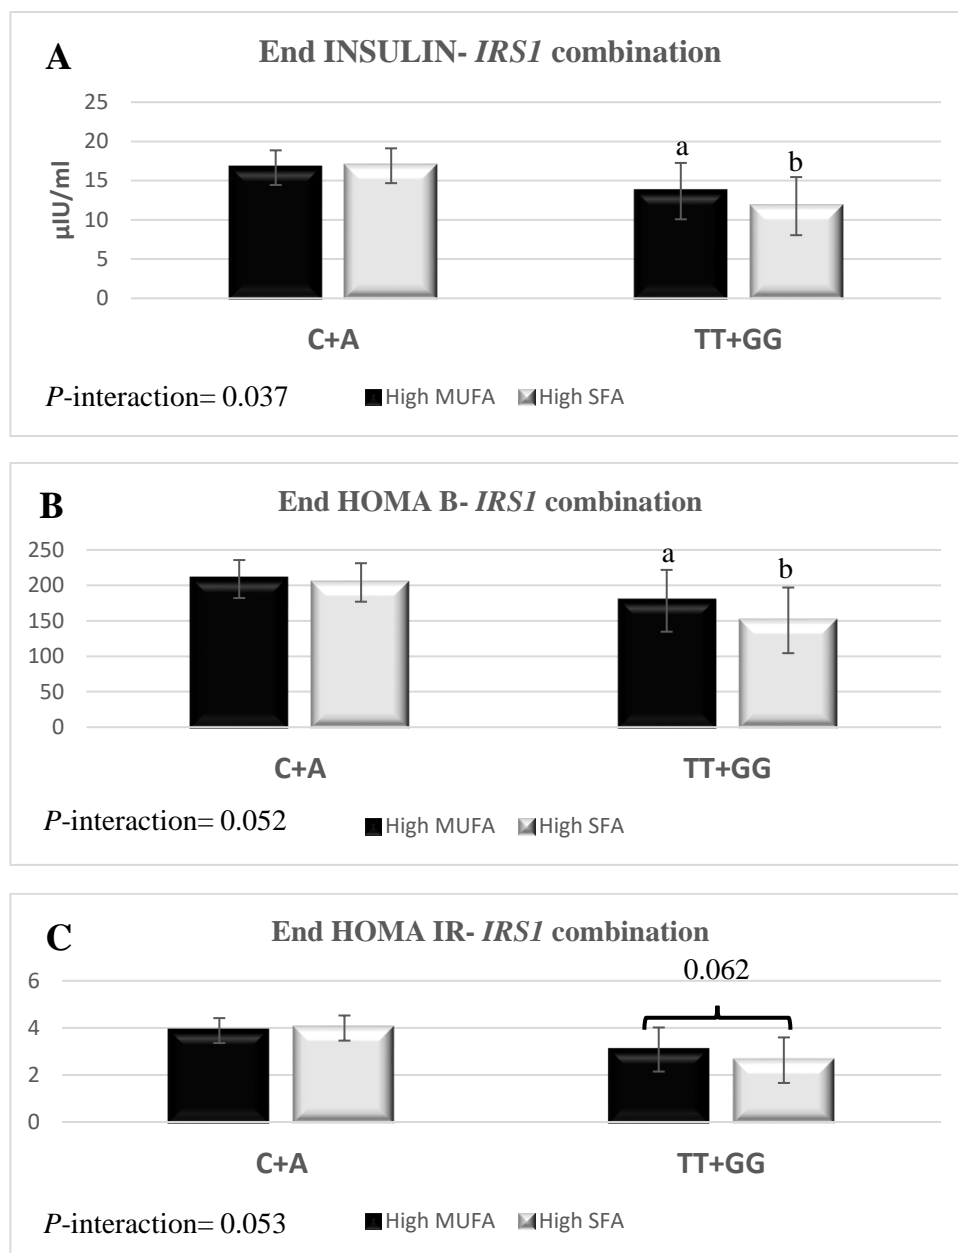 A
End INSULIN- IRS1 combination
25
20
15
10
5
0
µIU/ml
a
b
C+A
TT+GG
P-interaction= 0.037
High MUFA
High SFA
B
End HOMA B- IRS1 combination
250
200
150
100
50
0
a
b
C+A
TT+GG
P-interaction= 0.052
High MUFA
High SFA
C
End HOMA IR- IRS1 combination
0.062
6
4
2
0
C+A
TT+GG
P-interaction= 0.053
High MUFA
High SFA